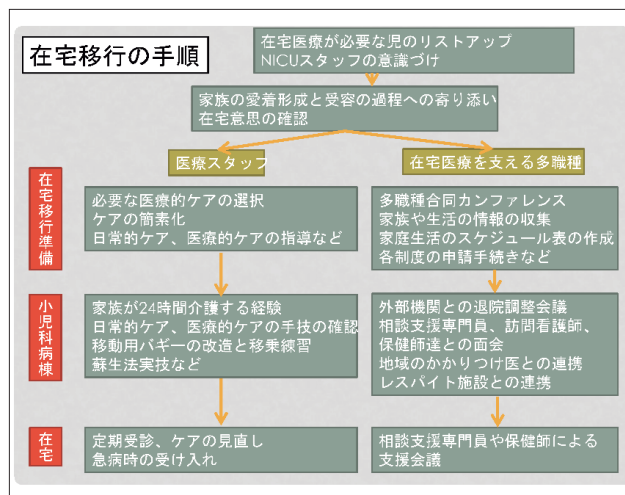 在宅移行の手順
在宅医療が必要な児のリストアップ
NICUスタッフの意識づけ
家族の愛着形成と受容の過程への寄り添い
在宅意思の確認
医療スタッフ
在宅医療を支える多職種
在宅移行準備
必要な医療的ケアの選択
ケアの簡素化
日常的ケア、医療的ケアの指導など
多職種合同カンファレンス
家族や生活の情報の収集
家庭生活のスケジュール表の作成
各制度の申請手続きなど
小児科病棟
家族が24時間介護する経験
日常的ケア、医療的ケアの手技の確認
移動用バギーの改造と移乗練習
蘇生法実技など
外部機関との退院調整会議
相談支援専門員、訪問看護師、
保健師達との面会
地域のかかりつけ医との連携
レスパイト施設との連携
在宅
定期受診、ケアの見直し
急病時の受け入れ
相談支援専門員や保健師による
支援会議